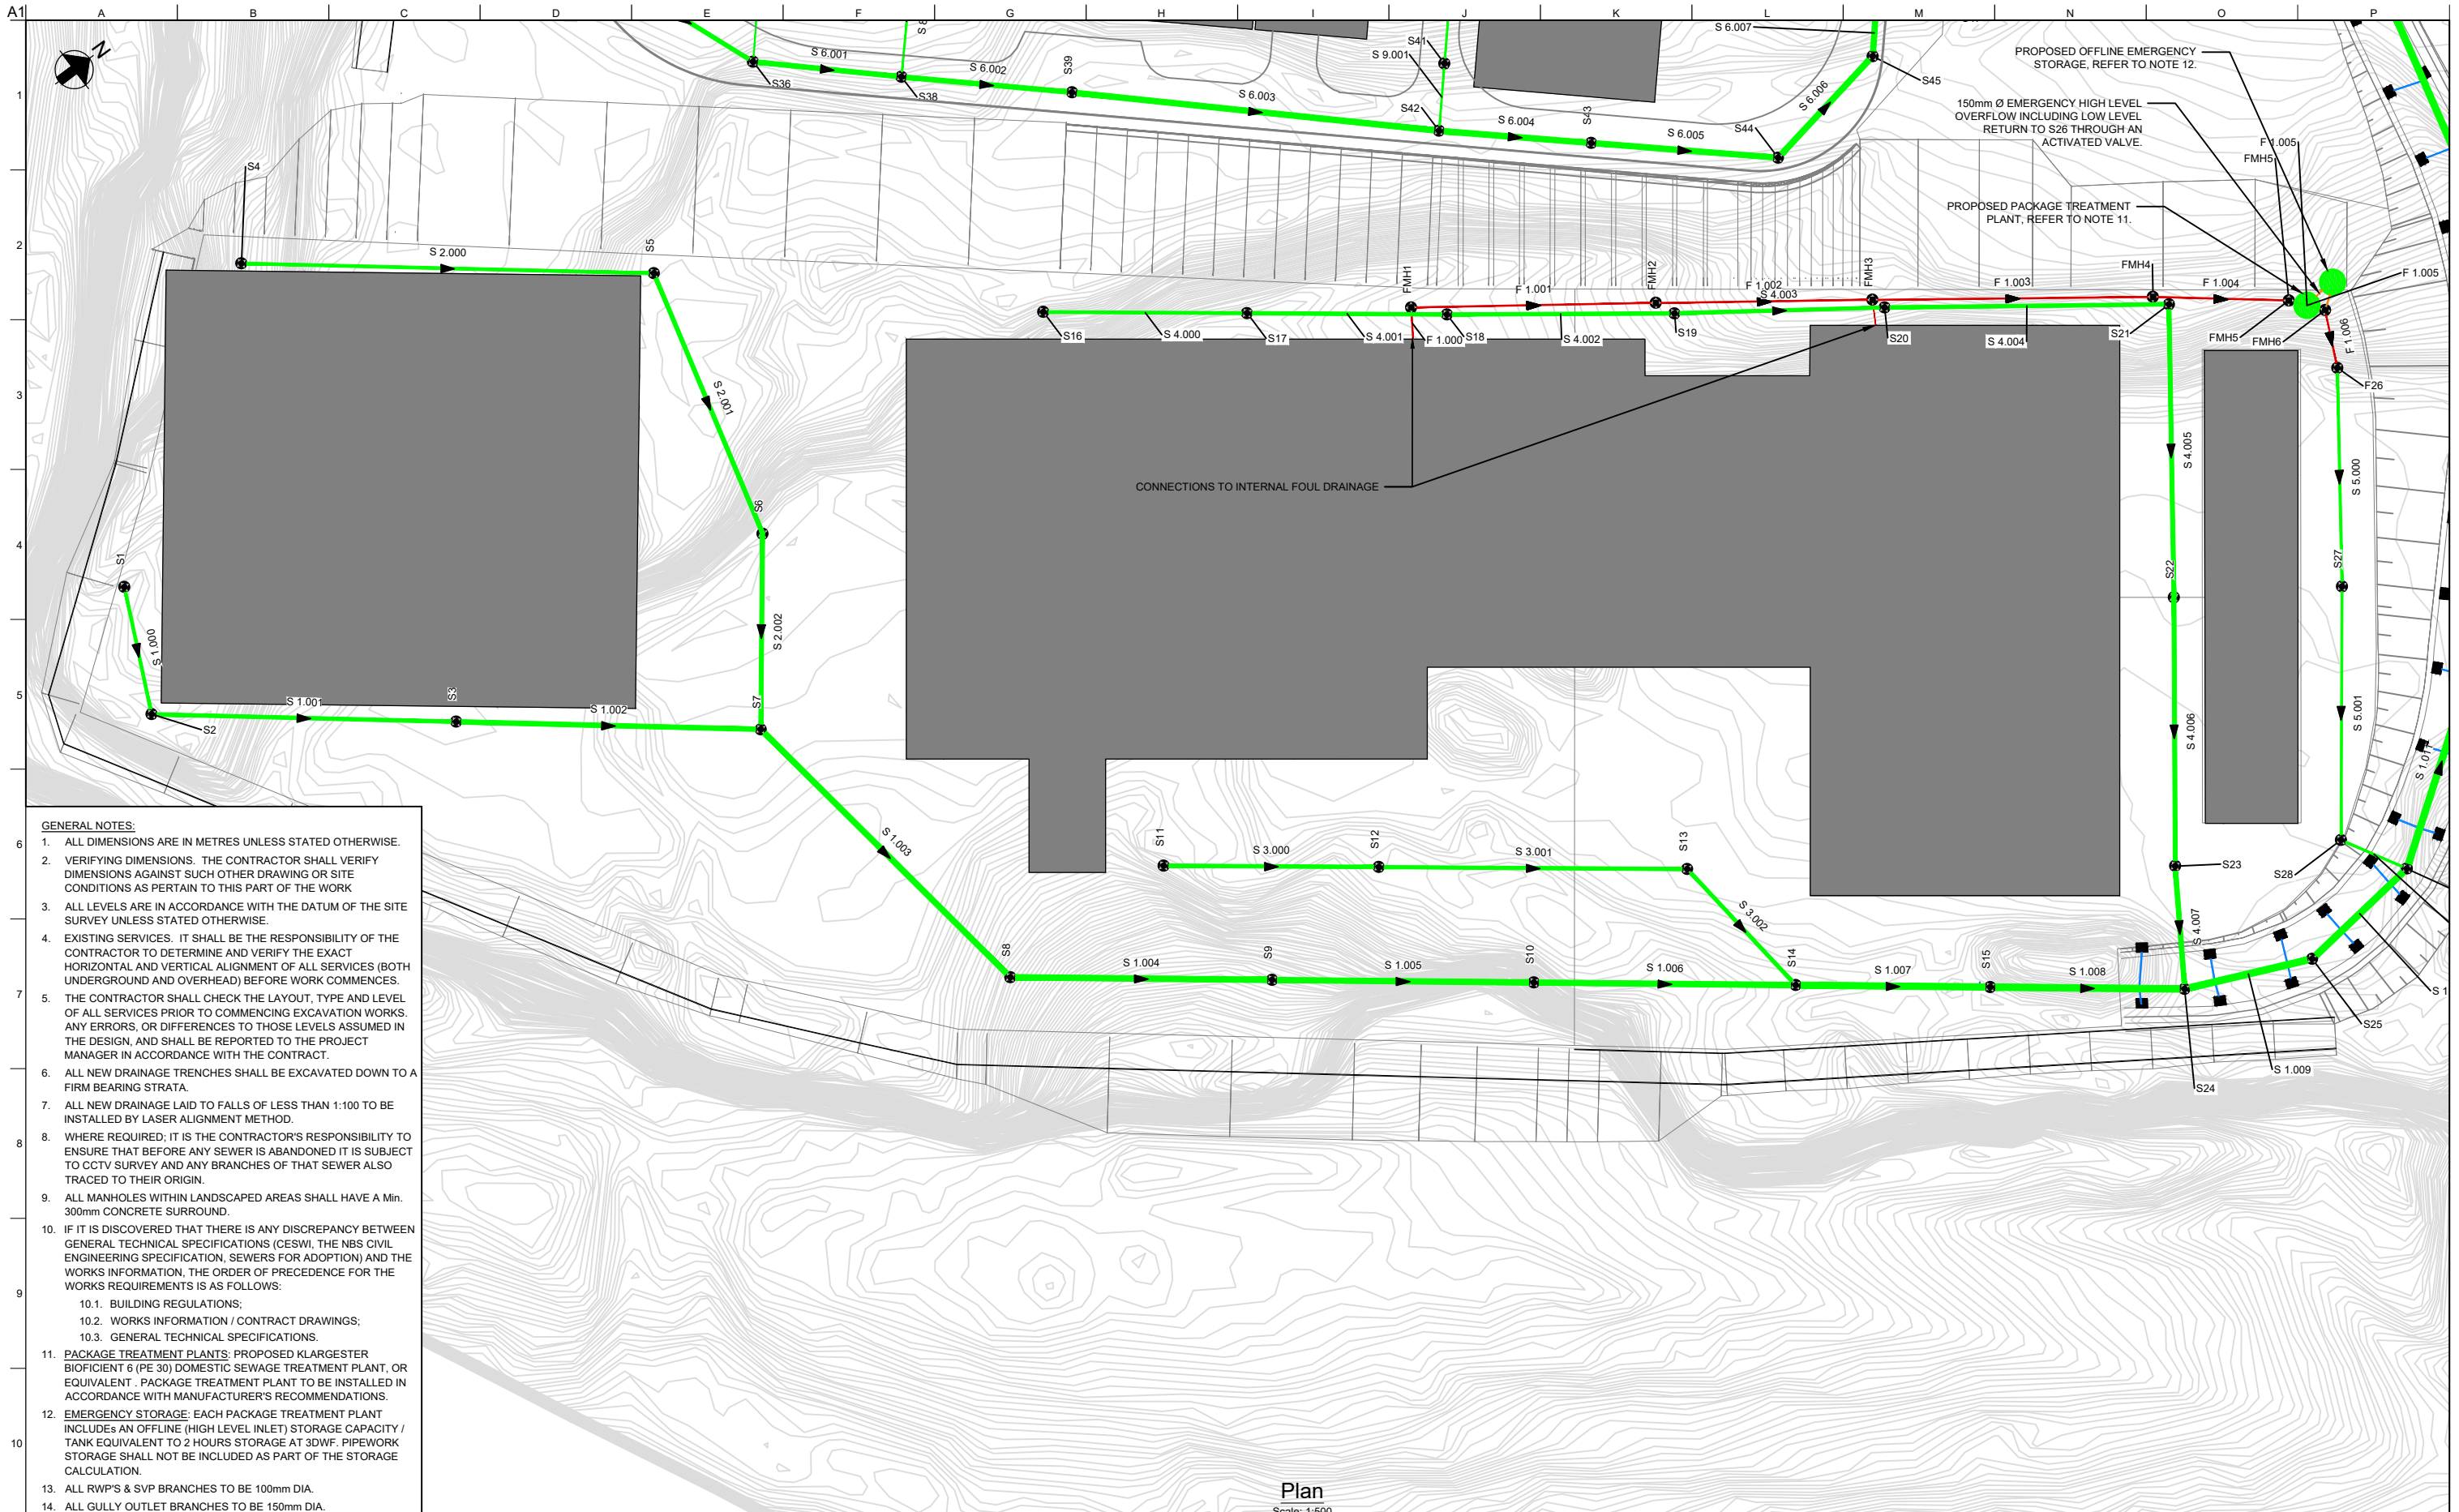 A1
A B C D E F G H I J K L M N O P
1
2
3
4
5
6
7
8
9
10
N
S36
S 6.001
S38
S 6.002
S39
S 6.003
S41
S 9.001
S42
S 6.004
S43
S 6.005
S44
S 6.006
S 6.007
S45
PROPOSED OFFLINE EMERGENCY
STORAGE, REFER TO NOTE 12.
150mm Ø EMERGENCY HIGH LEVEL
OVERFLOW INCLUDING LOW LEVEL
RETURN TO S26 THROUGH AN
ACTIVATED VALVE.
F 1.005
FMH5
PROPOSED PACKAGE TREATMENT
PLANT, REFER TO NOTE 11.
S4
S 2.000
S5
FMH1
F 1.001
FMH2
F 1.002
S 4.003
FMH3
F 1.003
FMH4
F 1.004
F 1.005
S16
S 4.000
S17
S 4.001
F 1.000
S18
S 4.002
S19
S20
S 4.004
S21
FMH5
FMH6
F 1.006
F26
S 2.001
S 4.005
S 5.000
CONNECTIONS TO INTERNAL FOUL DRAINAGE
S6
S1
S22
S27
S 1.000
S 2.002
S2
S 1.001
S3
S 1.002
S7
S 4.006
S 5.001
S 1.011
S 1.003
S11
S 3.000
S12
S 3.001
S13
S 3.002
S23
S28
S 4.007
S8
S 1.004
S9
S 1.005
S10
S 1.006
S14
S 1.007
S15
S 1.008
S 1
S25
S 1.009
S24
GENERAL NOTES:
1. ALL DIMENSIONS ARE IN METRES UNLESS STATED OTHERWISE.
2. VERIFYING DIMENSIONS. THE CONTRACTOR SHALL VERIFY
DIMENSIONS AGAINST SUCH OTHER DRAWING OR SITE
CONDITIONS AS PERTAIN TO THIS PART OF THE WORK
3. ALL LEVELS ARE IN ACCORDANCE WITH THE DATUM OF THE SITE
SURVEY UNLESS STATED OTHERWISE.
4. EXISTING SERVICES. IT SHALL BE THE RESPONSIBILITY OF THE
CONTRACTOR TO DETERMINE AND VERIFY THE EXACT
HORIZONTAL AND VERTICAL ALIGNMENT OF ALL SERVICES (BOTH
UNDERGROUND AND OVERHEAD) BEFORE WORK COMMENCES.
5. THE CONTRACTOR SHALL CHECK THE LAYOUT, TYPE AND LEVEL
OF ALL SERVICES PRIOR TO COMMENCING EXCAVATION WORKS.
ANY ERRORS, OR DIFFERENCES TO THOSE LEVELS ASSUMED IN
THE DESIGN, AND SHALL BE REPORTED TO THE PROJECT
MANAGER IN ACCORDANCE WITH THE CONTRACT.
6. ALL NEW DRAINAGE TRENCHES SHALL BE EXCAVATED DOWN TO A
FIRM BEARING STRATA.
7. ALL NEW DRAINAGE LAID TO FALLS OF LESS THAN 1:100 TO BE
INSTALLED BY LASER ALIGNMENT METHOD.
8. WHERE REQUIRED; IT IS THE CONTRACTOR'S RESPONSIBILITY TO
ENSURE THAT BEFORE ANY SEWER IS ABANDONED IT IS SUBJECT
TO CCTV SURVEY AND ANY BRANCHES OF THAT SEWER ALSO
TRACED TO THEIR ORIGIN.
9. ALL MANHOLES WITHIN LANDSCAPED AREAS SHALL HAVE A Min.
300mm CONCRETE SURROUND.
10. IF IT IS DISCOVERED THAT THERE IS ANY DISCREPANCY BETWEEN
GENERAL TECHNICAL SPECIFICATIONS (CESWI, THE NBS CIVIL
ENGINEERING SPECIFICATION, SEWERS FOR ADOPTION) AND THE
WORKS INFORMATION, THE ORDER OF PRECEDENCE FOR THE
WORKS REQUIREMENTS IS AS FOLLOWS:
10.1. BUILDING REGULATIONS;
10.2. WORKS INFORMATION / CONTRACT DRAWINGS;
10.3. GENERAL TECHNICAL SPECIFICATIONS.
11. PACKAGE TREATMENT PLANTS: PROPOSED KLARGESTER
BIOFICIENT 6 (PE 30) DOMESTIC SEWAGE TREATMENT PLANT, OR
EQUIVALENT . PACKAGE TREATMENT PLANT TO BE INSTALLED IN
ACCORDANCE WITH MANUFACTURER'S RECOMMENDATIONS.
12. EMERGENCY STORAGE: EACH PACKAGE TREATMENT PLANT
INCLUDEs AN OFFLINE (HIGH LEVEL INLET) STORAGE CAPACITY /
TANK EQUIVALENT TO 2 HOURS STORAGE AT 3DWF. PIPEWORK
STORAGE SHALL NOT BE INCLUDED AS PART OF THE STORAGE
CALCULATION.
13. ALL RWP'S & SVP BRANCHES TO BE 100mm DIA.
14. ALL GULLY OUTLET BRANCHES TO BE 150mm DIA.
Plan
Scale: 1:500